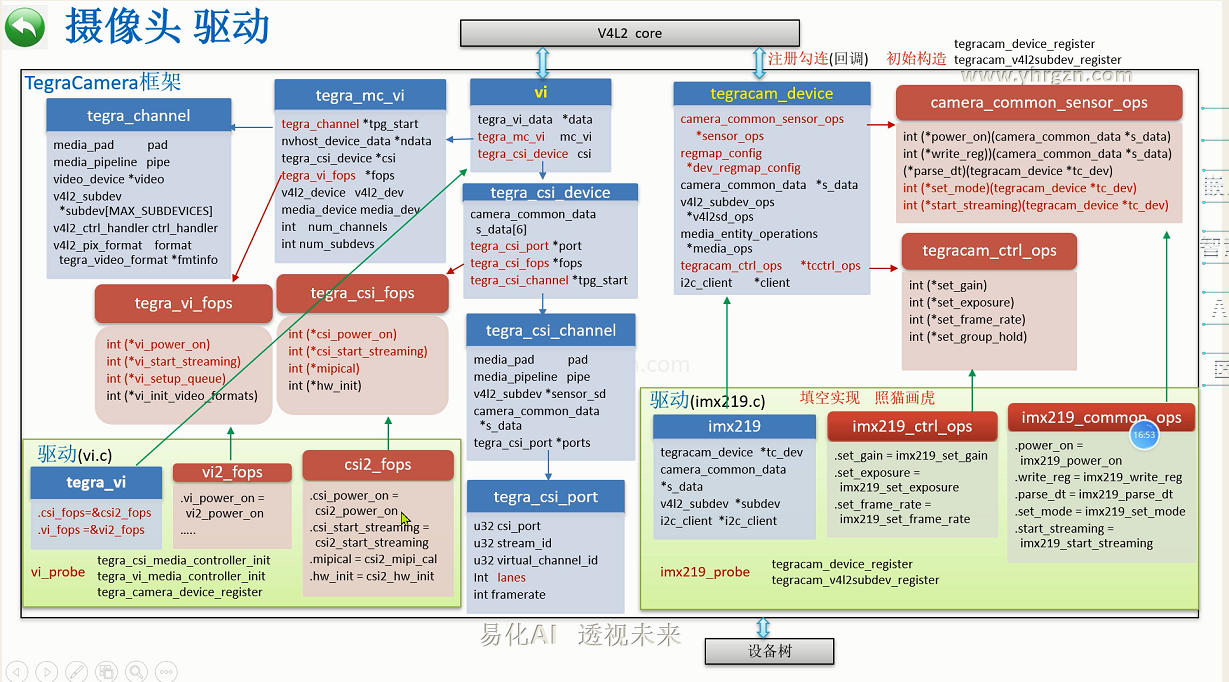 摄像头 驱动
V4L2 core
注册勾连(回调)
初始构造
tegracam_device_register
tegracam_v4l2subdev_register
www.yhrgzn.com
TegraCamera框架
tegra_channel
media_pad pad
media_pipeline pipe
video_device *video
v4l2_subdev
*subdev[MAX_SUBDEVICES]
v4l2_ctrl_handler ctrl_handler
v4l2_pix_format format
tegra_video_format *fmtinfo
tegra_mc_vi
tegra_channel *tpg_start
nvhost_device_data *ndata
tegra_csi_device *csi
tegra_vi_fops *fops
v4l2_device v4l2_dev
media_device media_dev
int num_channels
int num_subdevs
vi
tegra_vi_data *data
tegra_mc_vi mc_vi
tegra_csi_device csi
tegra_csi_device
camera_common_data
s_data[6]
tegra_csi_port *port
tegra_csi_fops *fops
tegra_csi_channel *tpg_start
tegra_csi_channel
media_pad pad
media_pipeline pipe
v4l2_subdev *sensor_sd
camera_common_data
*s_data
tegra_csi_port *ports
tegra_csi_port
u32 csi_port
u32 stream_id
u32 virtual_channel_id
Int lanes
int framerate
tegra_vi_fops
int (*vi_power_on)
int (*vi_start_streaming)
int (*vi_setup_queue)
int (*vi_init_video_formats)
tegra_csi_fops
int (*csi_power_on)
int (*csi_start_streaming)
int (*mipical)
int (*hw_init)
驱动(vi.c)
tegra_vi
.csi_fops=&csi2_fops
.vi_fops =&vi2_fops
vi2_fops
.vi_power_on =
vi2_power_on
.....
csi2_fops
.csi_power_on =
csi2_power_on
.csi_start_streaming =
csi2_start_streaming
.mipical = csi2_mipi_cal
.hw_init = csi2_hw_init
vi_probe
tegra_csi_media_controller_init
tegra_vi_media_controller_init
tegra_camera_device_register
tegracam_device
camera_common_sensor_ops
*sensor_ops
regmap_config
*dev_regmap_config
camera_common_data *s_data
v4l2_subdev_ops
*v4l2sd_ops
media_entity_operations
*media_ops
tegracam_ctrl_ops *tcctrl_ops
i2c_client *client
camera_common_sensor_ops
int (*power_on)(camera_common_data *s_data)
int (*write_reg))(camera_common_data *s_data)
(*parse_dt)(tegracam_device *tc_dev)
int (*set_mode)(tegracam_device *tc_dev)
int (*start_streaming)(tegracam_device *tc_dev)
tegracam_ctrl_ops
int (*set_gain)
int (*set_exposure)
int (*set_frame_rate)
int (*set_group_hold)
驱动(imx219.c)
填空实现 照猫画虎
imx219
tegracam_device *tc_dev
camera_common_data
*s_data
v4l2_subdev *subdev
i2c_client *i2c_client
imx219_ctrl_ops
.set_gain = imx219_set_gain
.set_exposure =
imx219_set_exposure
.set_frame_rate =
imx219_set_frame_rate
imx219_common_ops
16:53
.power_on =
imx219_power_on
.write_reg = imx219_write_reg
.parse_dt = imx219_parse_dt
.set_mode = imx219_set_mode
.start_streaming =
imx219_start_streaming
imx219_probe
tegracam_device_register
tegracam_v4l2subdev_register
易化AI 透视未来
设备树